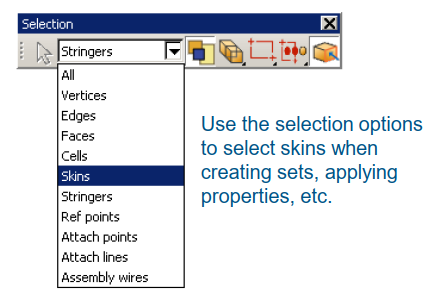 Selection
Stringers
All
Vertices
Edges
Faces
Cells
Skins
Stringers
Ref points
Attach points
Attach lines
Assembly wires
Use the selection options
to select skins when
creating sets, applying
properties, etc.